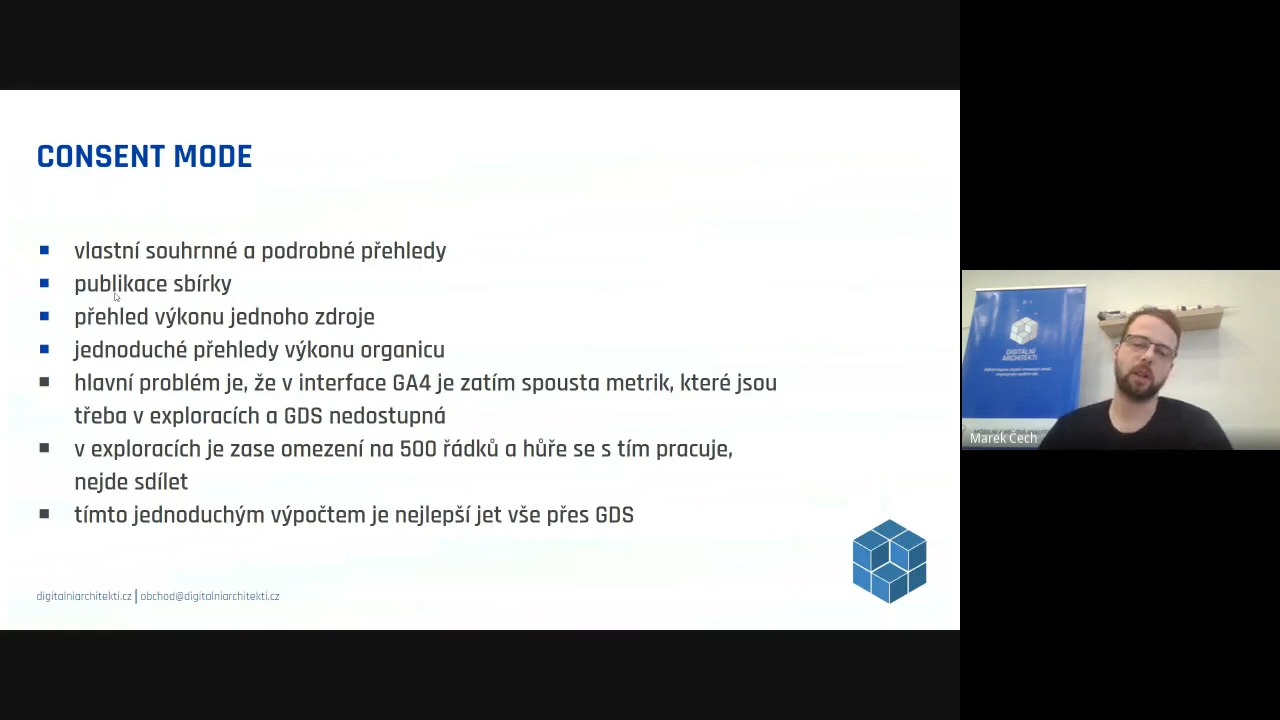 CONSENT MODE
vlastní souhrnné a podrobné přehledy
publikace sbírky
přehled výkonu jednoho zdroje
jednoduché přehledy výkonu organicu
hlavní problém je, že v interface GA4 je zatím spousta metrik, které jsou
třeba v exploracích a GDS nedostupná
v exploracích je zase omezení na 500 řádků a hůře se s tím pracuje,
nejde sdílet
tímto jednoduchým výpočtem je nejlepší jet vše přes GDS
digitalniarchitekti.cz | obchod@digitalniarchitekti.cz
DIGITÁLNÍ
ARCHITEKTI
Marek Čech